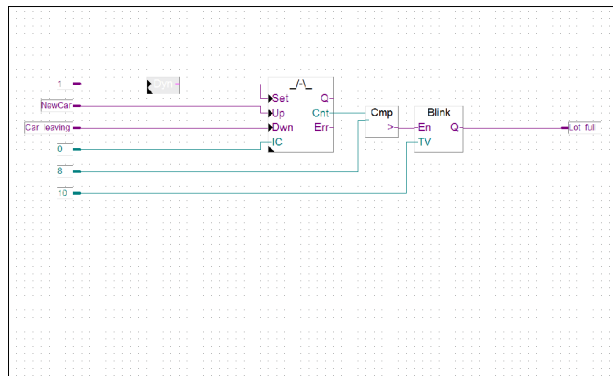 1
Dyn
_/-\_
Set Q
NewCar
Up Cnt
Cmp
Blink
Car leaving
Dwn Err
>
En Q
Lot full
0
IC
TV
8
10